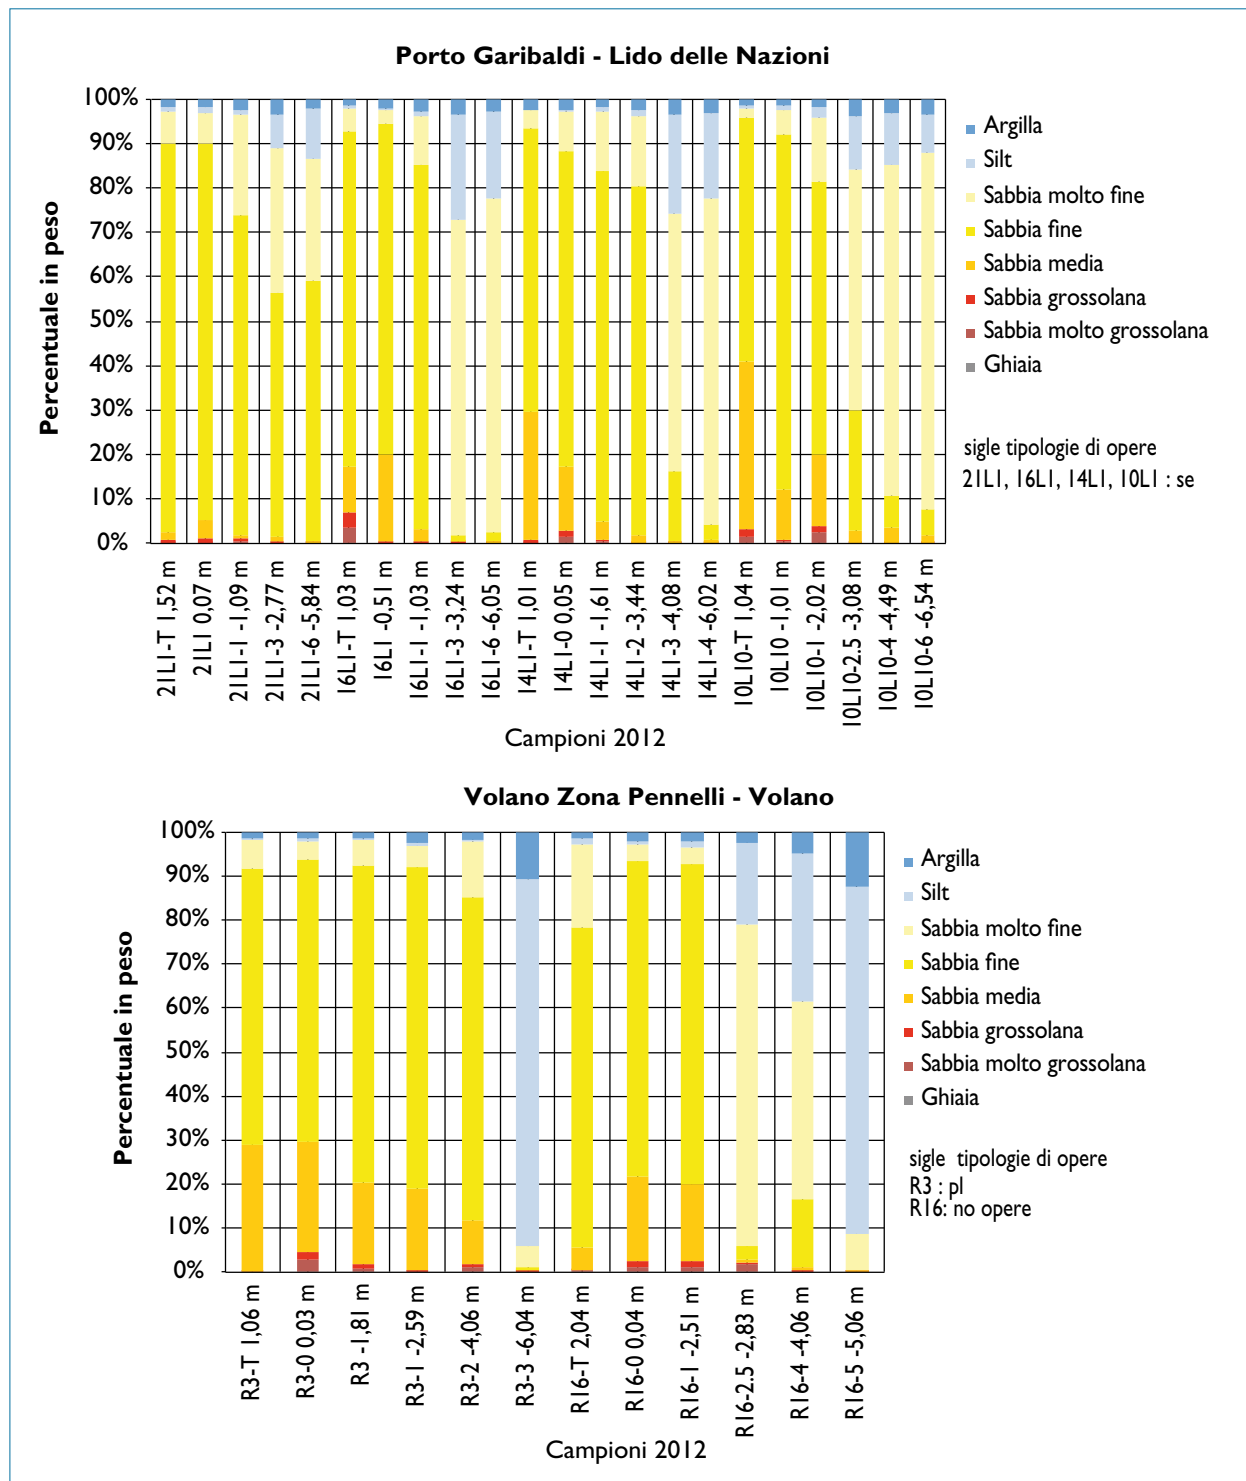 Porto Garibaldi - Lido delle Nazioni
Percentuale in peso
100%
90%
80%
70%
60%
50%
40%
30%
20%
10%
0%
21L1-T 1,52 m
21L1 0,07 m
21L1-1 -1,09 m
21L1-3 -2,77 m
21L1-6 -5,84 m
16L1-T 1,03 m
16L1 -0,51 m
16L1-1 -1,03 m
16L1-3 -3,24 m
16L1-6 -6,05 m
14L1-T 1,01 m
14L1-0 0,05 m
14L1-1 -1,61 m
14L1-2 -3,44 m
14L1-3 -4,08 m
14L1-4 -6,02 m
10L10-T 1,04 m
10L10 -1,01 m
10L10-1 -2,02 m
10L10-2.5 -3,08 m
10L10-4 -4,49 m
10L10-6 -6,54 m
Campioni 2012
Argilla
Silt
Sabbia molto fine
Sabbia fine
Sabbia media
Sabbia grossolana
Sabbia molto grossolana
Ghiaia
sigle tipologie di opere
21L1, 16L1, 14L1, 10L1 : se
Volano Zona Pennelli - Volano
Percentuale in peso
100%
90%
80%
70%
60%
50%
40%
30%
20%
10%
0%
R3-T 1,06 m
R3-0 0,03 m
R3 -1,81 m
R3-1 -2,59 m
R3-2 -4,06 m
R3-3 -6,04 m
R16-T 2,04 m
R16-0 0,04 m
R16-1 -2,51 m
R16-2.5 -2,83 m
R16-4 -4,06 m
R16-5 -5,06 m
Campioni 2012
Argilla
Silt
Sabbia molto fine
Sabbia fine
Sabbia media
Sabbia grossolana
Sabbia molto grossolana
Ghiaia
sigle tipologie di opere
R3 : pl
R16: no opere